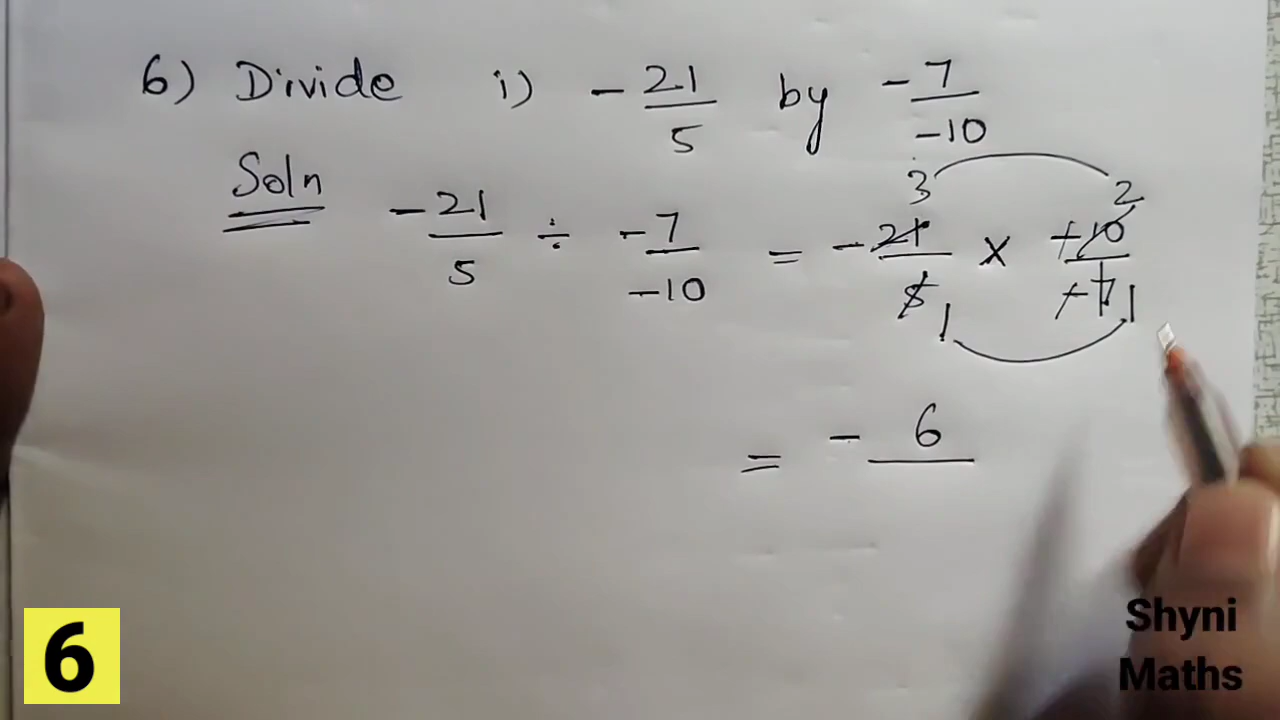 6) Divide i) -21/5 by -7/-10
Soln
-21/5 ÷ -7/-10 = -21/5 × -10/-7
3 2
1 1
= - 6
6
Shyni
Maths